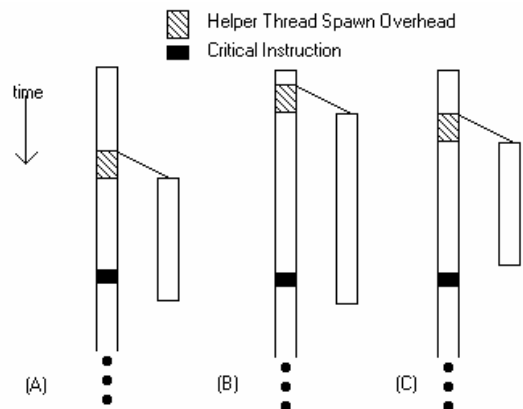 Helper Thread Spawn Overhead
Critical Instruction
time
(A)
(B)
(C)